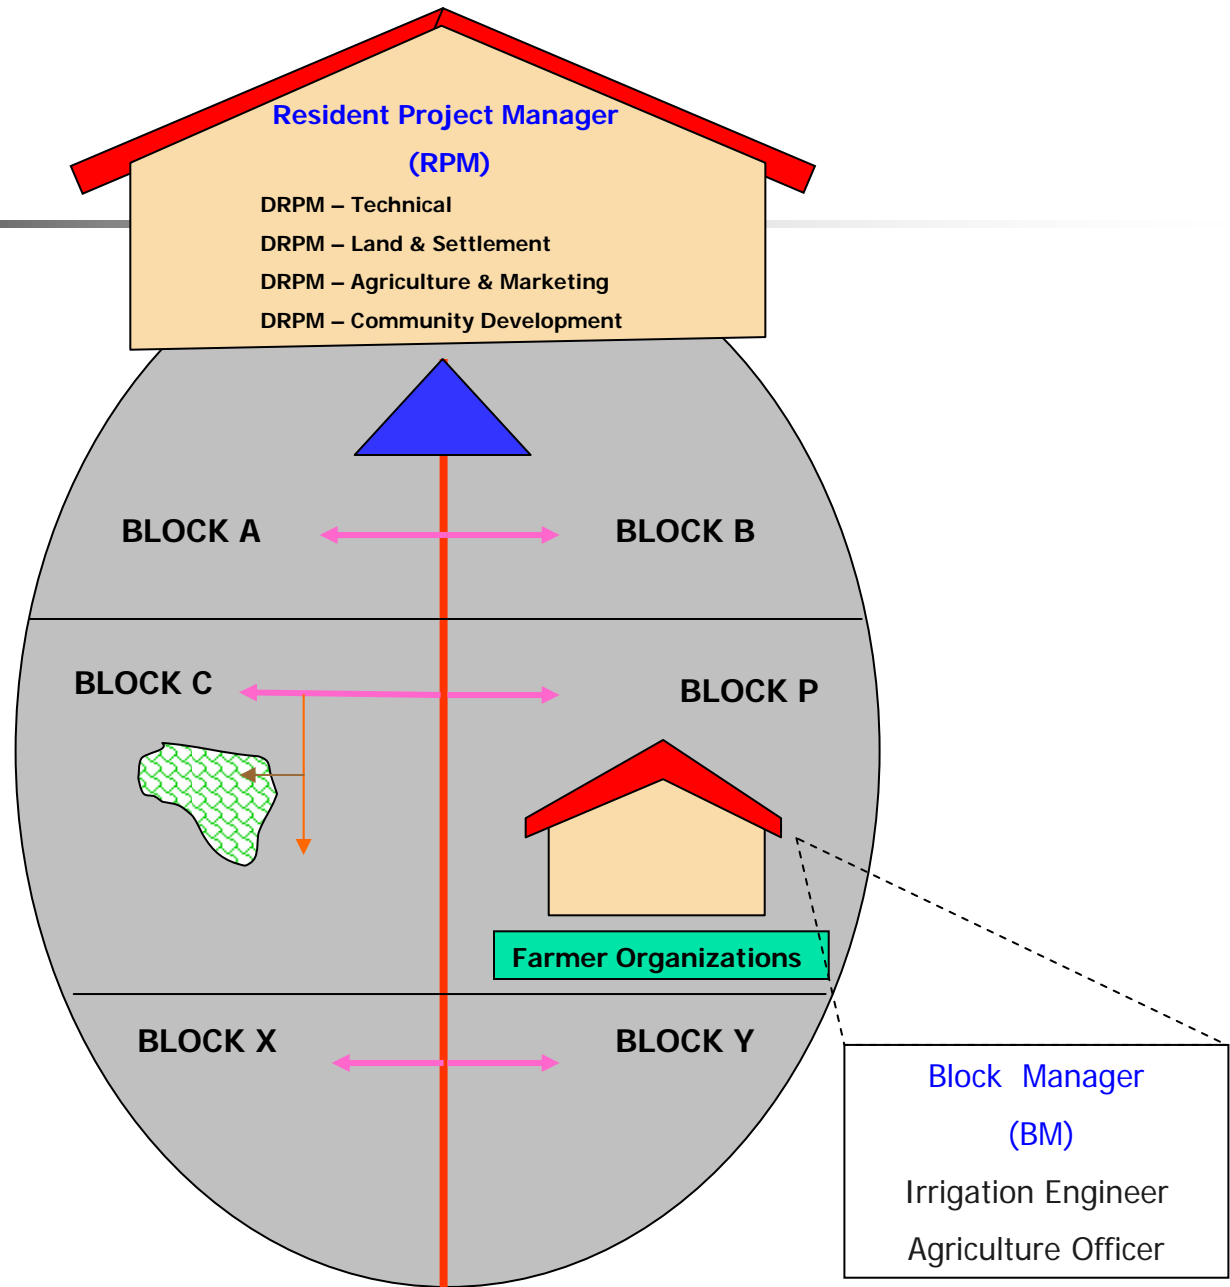 Resident Project Manager
(RPM)
DRPM – Technical
DRPM – Land & Settlement
DRPM – Agriculture & Marketing
DRPM – Community Development
BLOCK A
BLOCK B
BLOCK C
BLOCK P
Farmer Organizations
BLOCK X
BLOCK Y
Block Manager
(BM)
Irrigation Engineer
Agriculture Officer